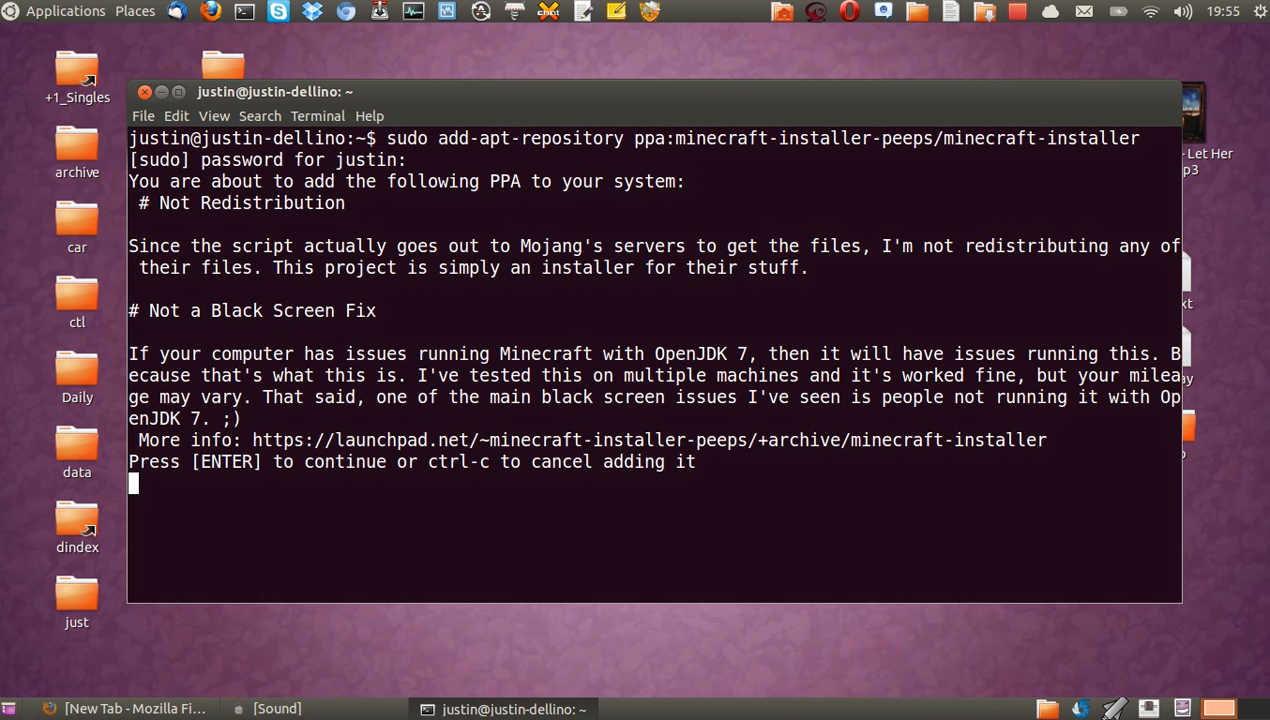 Applications Places
xchat
19:55
+1_Singles
archive
car
ctl
Daily
data
dindex
just
justin@justin-dellino: ~
File Edit View Search Terminal Help
justin@justin-dellino:~$ sudo add-apt-repository ppa:minecraft-installer-peeps/minecraft-installer
[sudo] password for justin:
You are about to add the following PPA to your system:
# Not Redistribution
Since the script actually goes out to Mojang's servers to get the files, I'm not redistributing any of
their files. This project is simply an installer for their stuff.
# Not a Black Screen Fix
If your computer has issues running Minecraft with OpenJDK 7, then it will have issues running this. B
ecause that's what this is. I've tested this on multiple machines and it's worked fine, but your milea
ge may vary. That said, one of the main black screen issues I've seen is people not running it with Op
enJDK 7. ;)
More info: https://launchpad.net/~minecraft-installer-peeps/+archive/minecraft-installer
Press [ENTER] to continue or ctrl-c to cancel adding it
- Let Her
p3
xt
ay
[New Tab - Mozilla Fi... [Sound] justin@justin-dellino: ~